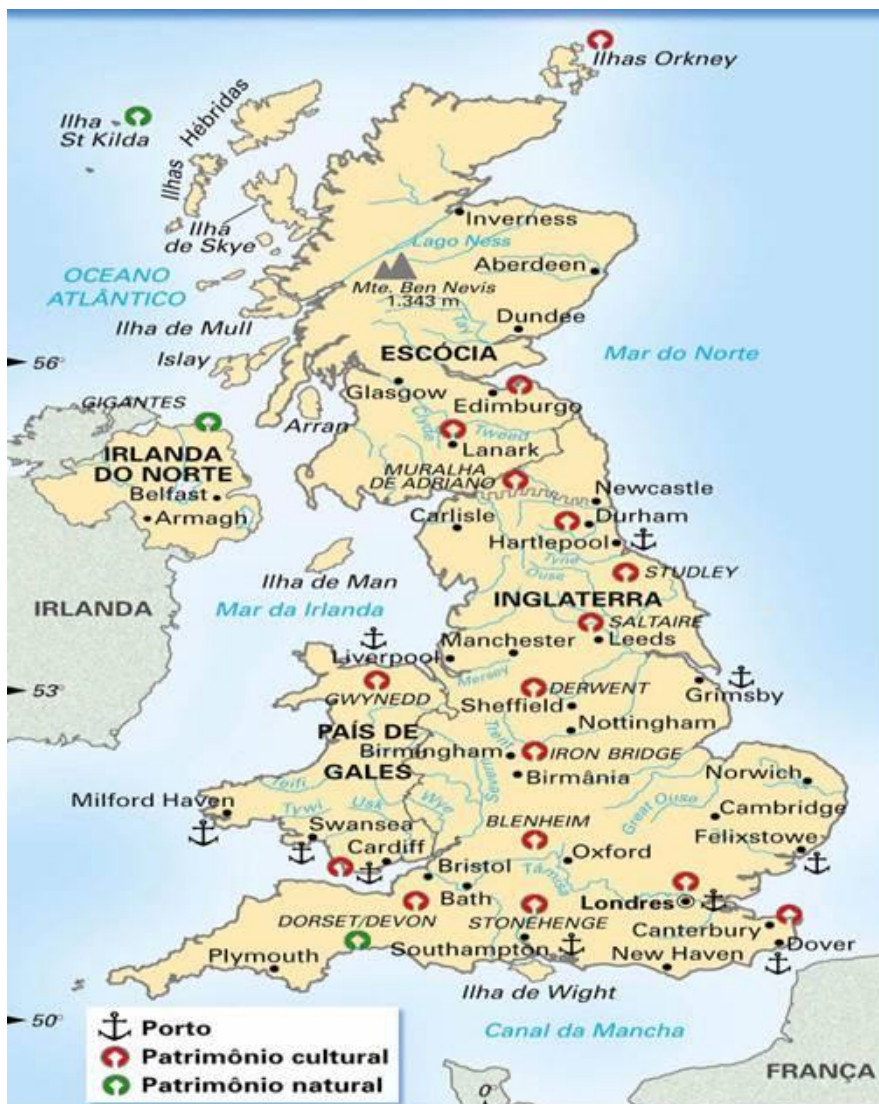 Ilhas Orkney
Ilha
St Kilda
Ilhas Hébridas
Ilha
de Skye
Inverness
Lago Ness
OCEANO
ATLÂNTICO
Aberdeen
Mte. Ben Nevis
1.343 m
Ilha de Mull
Dundee
Tay
Islay
ESCÓCIA
Mar do Norte
56°
GIGANTES
Glasgow
Edimburgo
Arran
Clyde
Tweed
Lanark
IRLANDA
DO NORTE
MURALHA
DE ADRIANO
Belfast
Newcastle
Armagh
Carlisle
Durham
Hartlepool
Tyne
Ilha de Man
Ouse
STUDLEY
IRLANDA
Mar da Irlanda
INGLATERRA
SALTAIRE
Manchester
Leeds
Liverpool
Mersey
53°
GWYNEDD
DERWENT
Grimsby
Sheffield
Nottingham
PAÍS DE
GALES
Birmingham
IRON BRIDGE
Birmânia
Norwich
Teifi
Severn
Milford Haven
Tywi
Usk
Wye
Great Ouse
Cambridge
Swansea
BLENHEIM
Felixstowe
Cardiff
Oxford
Bristol
Tâmisa
Bath
Londres
DORSET/DEVON
STONEHENGE
Canterbury
Plymouth
Southampton
New Haven
Dover
Ilha de Wight
50°
Canal da Mancha
Porto
Patrimônio cultural
Patrimônio natural
0°
FRANÇA